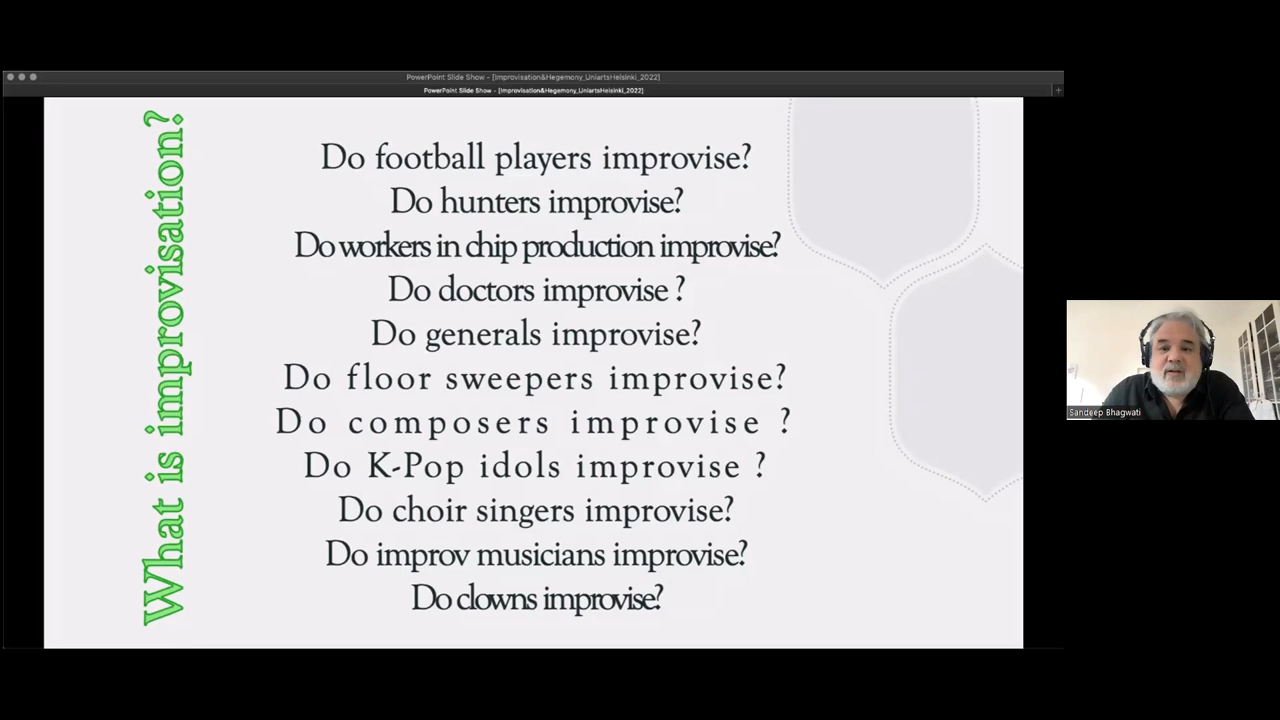 PowerPoint Slide Show - [Improvisation&Hegemony_UniartsHelsinki_2022]
PowerPoint Slide Show - [Improvisation&Hegemony_UniartsHelsinki_2022]
What is improvisation?
Do football players improvise?
Do hunters improvise?
Do workers in chip production improvise?
Do doctors improvise ?
Do generals improvise?
Do floor sweepers improvise?
Do composers improvise ?
Do K-Pop idols improvise ?
Do choir singers improvise?
Do improv musicians improvise?
Do clowns improvise?
Sandeep Bhagwati